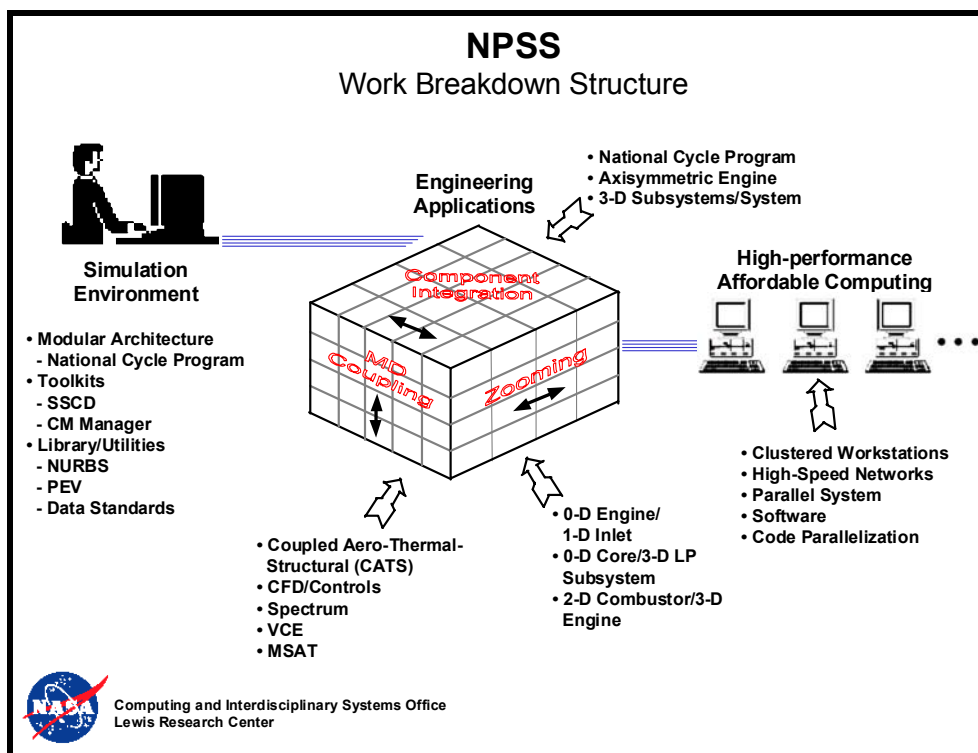 NPSS
Work Breakdown Structure
Simulation
Environment
• Modular Architecture
- National Cycle Program
• Toolkits
- SSCD
- CM Manager
• Library/Utilities
- NURBS
- PEV
- Data Standards
Engineering
Applications
• National Cycle Program
• Axisymmetric Engine
• 3-D Subsystems/System
Component
Integration
MD
Coupling
Zooming
High-performance
Affordable Computing
• • •
• Clustered Workstations
• High-Speed Networks
• Parallel System
• Software
• Code Parallelization
• Coupled Aero-Thermal-
Structural (CATS)
• CFD/Controls
• Spectrum
• VCE
• MSAT
• 0-D Engine/
1-D Inlet
• 0-D Core/3-D LP
Subsystem
• 2-D Combustor/3-D
Engine
NASA
Computing and Interdisciplinary Systems Office
Lewis Research Center